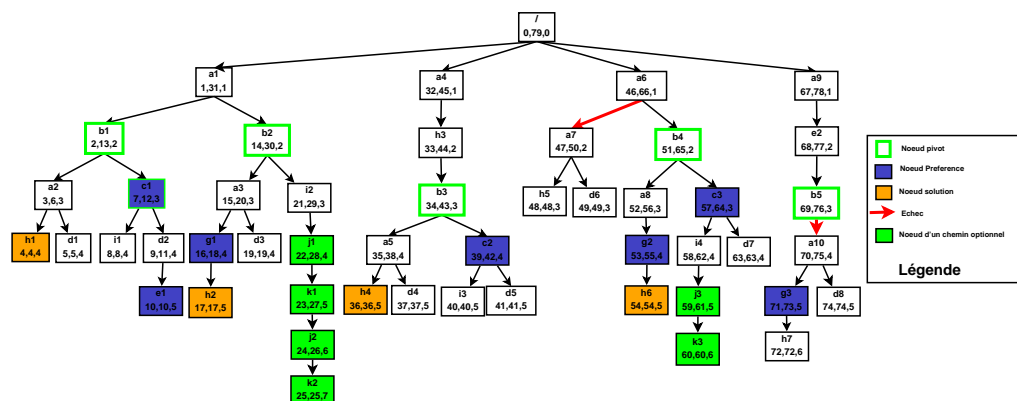 /
0,79,0
a1
1,31,1
a4
32,45,1
a6
46,66,1
a9
67,78,1
b1
2,13,2
b2
14,30,2
h3
33,44,2
a7
47,50,2
b4
51,65,2
e2
68,77,2
a2
3,6,3
c1
7,12,3
a3
15,20,3
i2
21,29,3
b3
34,43,3
h5
48,48,3
d6
49,49,3
a8
52,56,3
c3
57,64,3
b5
69,76,3
h1
4,4,4
d1
5,5,4
i1
8,8,4
d2
9,11,4
g1
16,18,4
d3
19,19,4
j1
22,28,4
a5
35,38,4
c2
39,42,4
g2
53,55,4
i4
58,62,4
d7
63,63,4
a10
70,75,4
e1
10,10,5
h2
17,17,5
k1
23,27,5
h4
36,36,5
d4
37,37,5
i3
40,40,5
d5
41,41,5
h6
54,54,5
j3
59,61,5
g3
71,73,5
d8
74,74,5
j2
24,26,6
k3
60,60,6
h7
72,72,6
k2
25,25,7
Noeud pivot
Noeud Preference
Noeud solution
Echec
Noeud d'un chemin optionnel
Légende